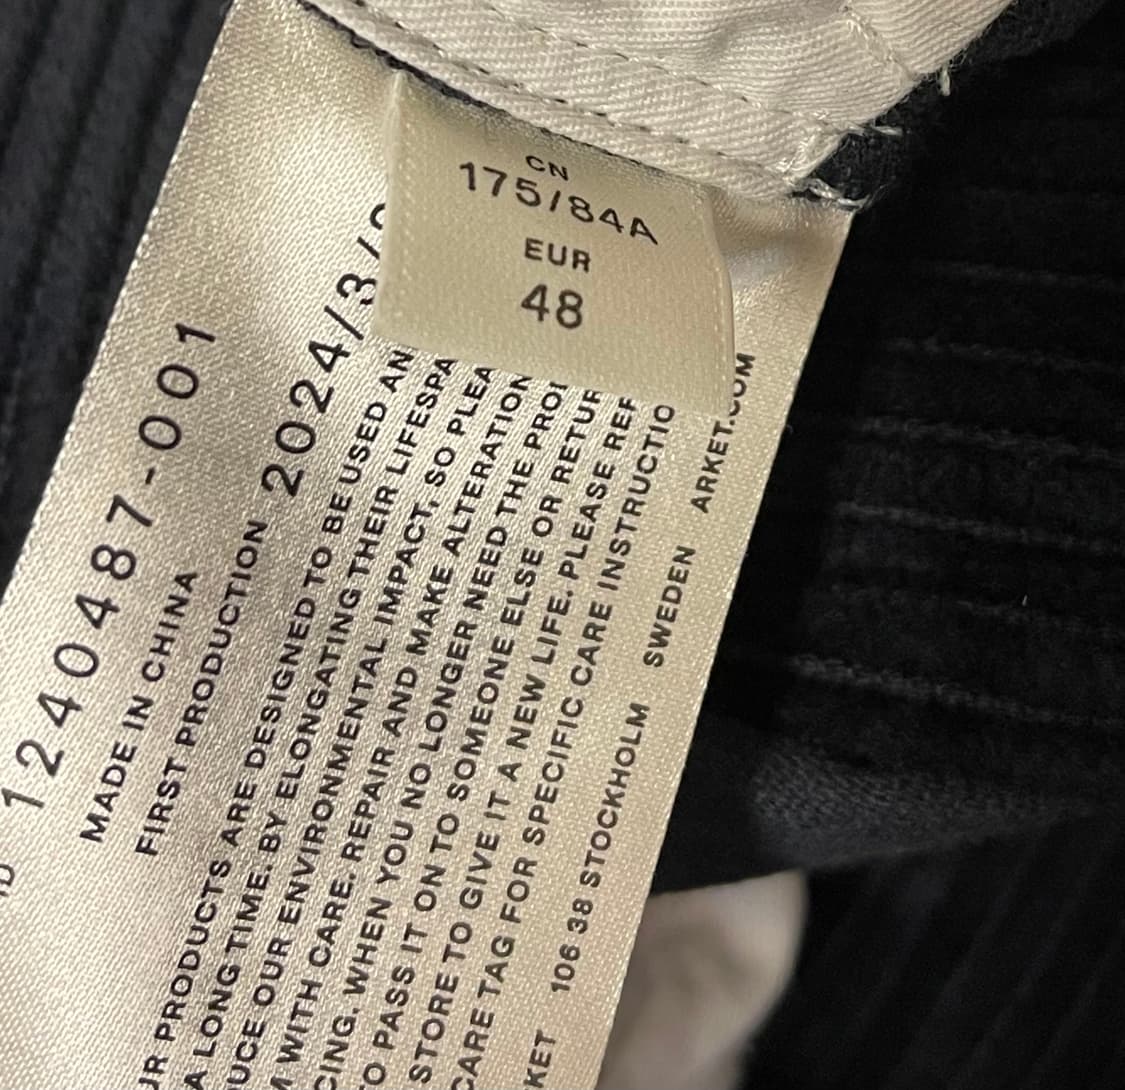 CN
175/84A
EUR
48
1240487-001
MADE IN CHINA
FIRST PRODUCTION 2024/3/
PRODUCTS ARE DESIGNED TO BE USED AN
A LONG TIME. BY ELONGATING THEIR LIFESPA
OUR ENVIRONMENTAL IMPACT, SO PLEA
WITH CARE. REPAIR AND MAKE ALTERATION
CING. WHEN YOU NO LONGER NEED THE PRO
TO PASS IT ON TO SOMEONE ELSE OR RETUR
STORE TO GIVE IT A NEW LIFE. PLEASE REF
CARE TAG FOR SPECIFIC CARE INSTRUCTIO
KET 106 38 STOCKHOLM SWEDEN ARKET.COM